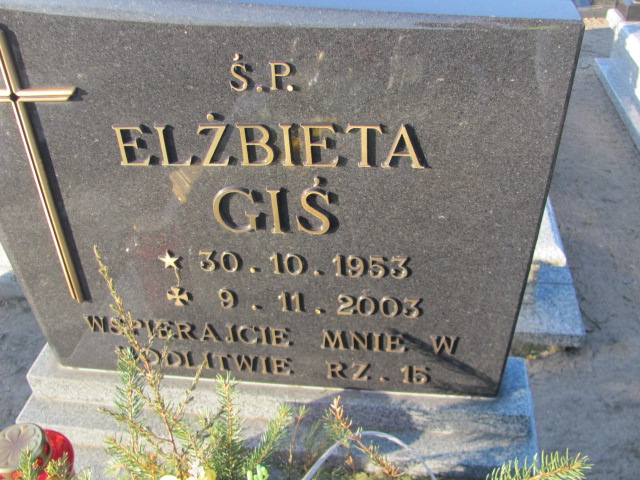 Ś.P.
ELŻBIETA
GIŚ
30.10.1953
9.11.2003
WSPIERAJCIE MNIE W
MODLITWIE RZ. 15